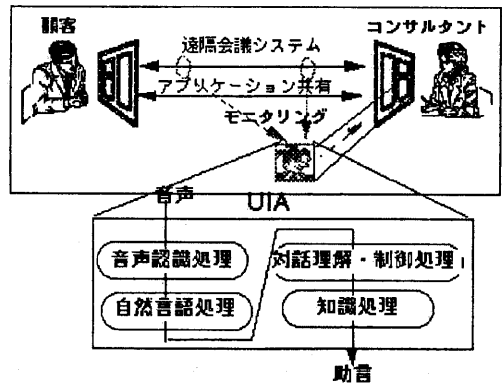 顧客
コンサルタント
遠隔会議システム
アプリケーション共有
モニタリング
音声
UIA
音声認識処理
対話理解・制御処理
自然言語処理
知識処理
助言